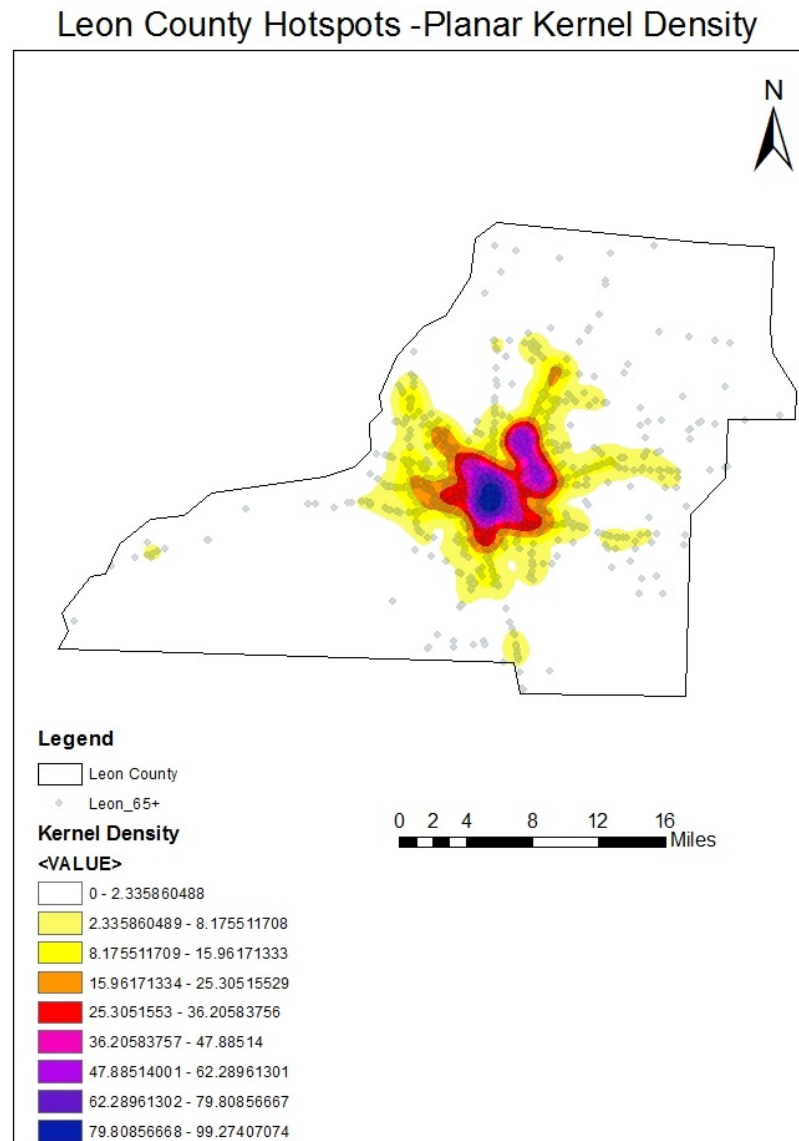 Leon County Hotspots -Planar Kernel Density
N
Legend
Leon County
Leon_65+
Kernel Density
<VALUE>
0 - 2.335860488
2.335860489 - 8.175511708
8.175511709 - 15.96171333
15.96171334 - 25.30515529
25.3051553 - 36.20583756
36.20583757 - 47.88514
47.88514001 - 62.28961301
62.28961302 - 79.80856667
79.80856668 - 99.27407074
0 2 4 8 12 16
Miles